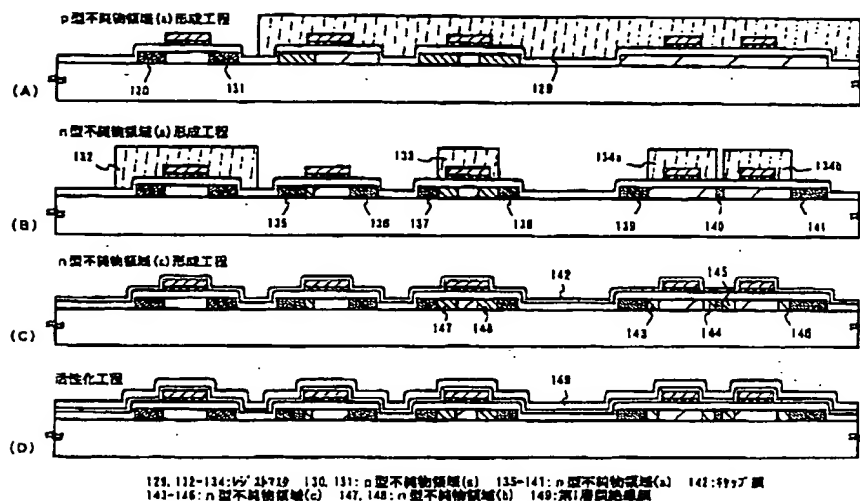 p型不純物領域(a)形成工程
130 131 129
(A)
n型不純物領域(a)形成工程
132 133 134a 134b
135 136 137 138 139 140 141
(B)
n型不純物領域(c)形成工程
142 145
147 148 143 144 146
(C)
活性化工程
149
(D)
129,132-134:レジストマスク 130,131:p型不純物領域(a) 135-141:n型不純物領域(a) 142:キャップ膜
143-146:n型不純物領域(c) 147,148:n型不純物領域(b) 149:第1層間絶縁膜